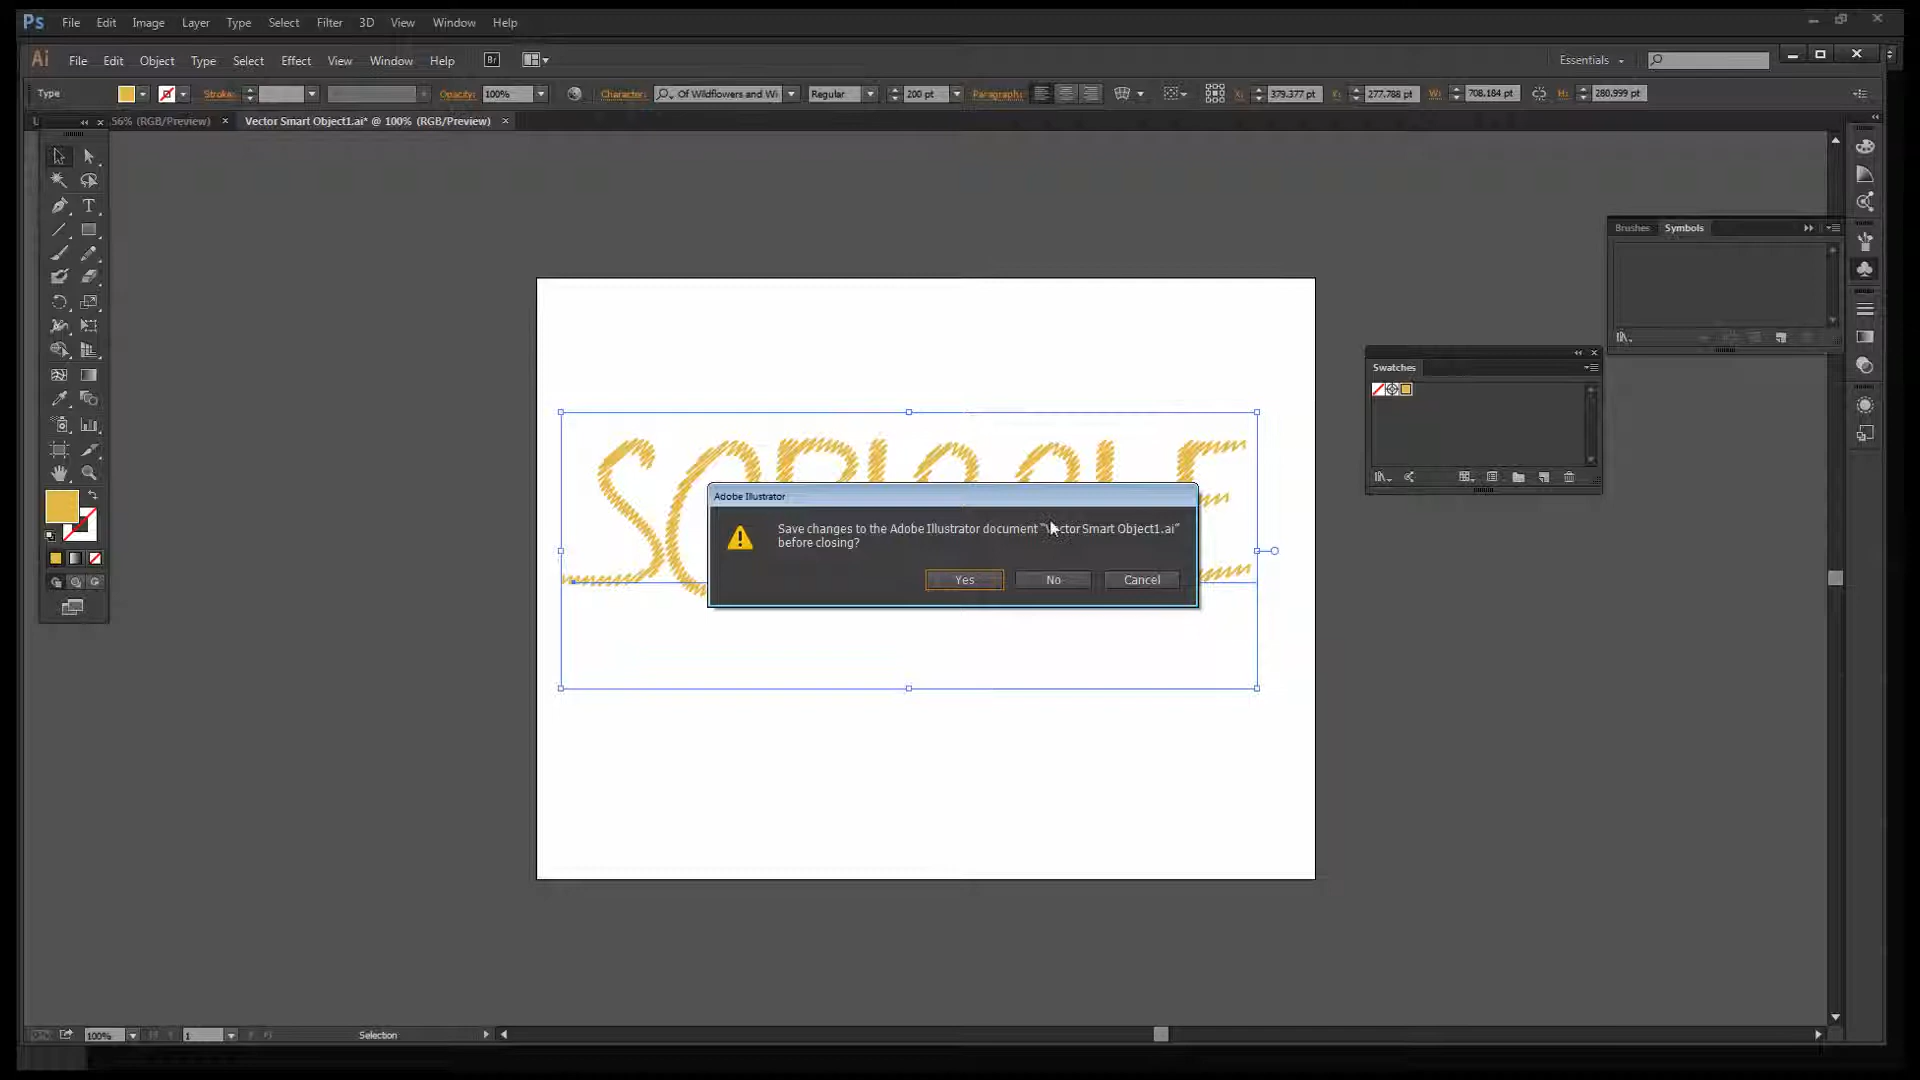 Ps File Edit Image Layer Type Select Filter 3D View Window Help
Ai File Edit Object Type Select Effect View Window Help Br Essentials
Type Stroke: Opacity: 100% Character: Of Wildflowers and Wi Regular 200 pt Paragraph: X: 379.377 pt Y: 277.788 pt W: 708.184 pt H: 280.999 pt
56% (RGB/Preview) Vector Smart Object1.ai* @ 100% (RGB/Preview)
Brushes Symbols
Swatches
Adobe Illustrator
Save changes to the Adobe Illustrator document "Vector Smart Object1.ai"
before closing?
Yes No Cancel
100% 1 Selection